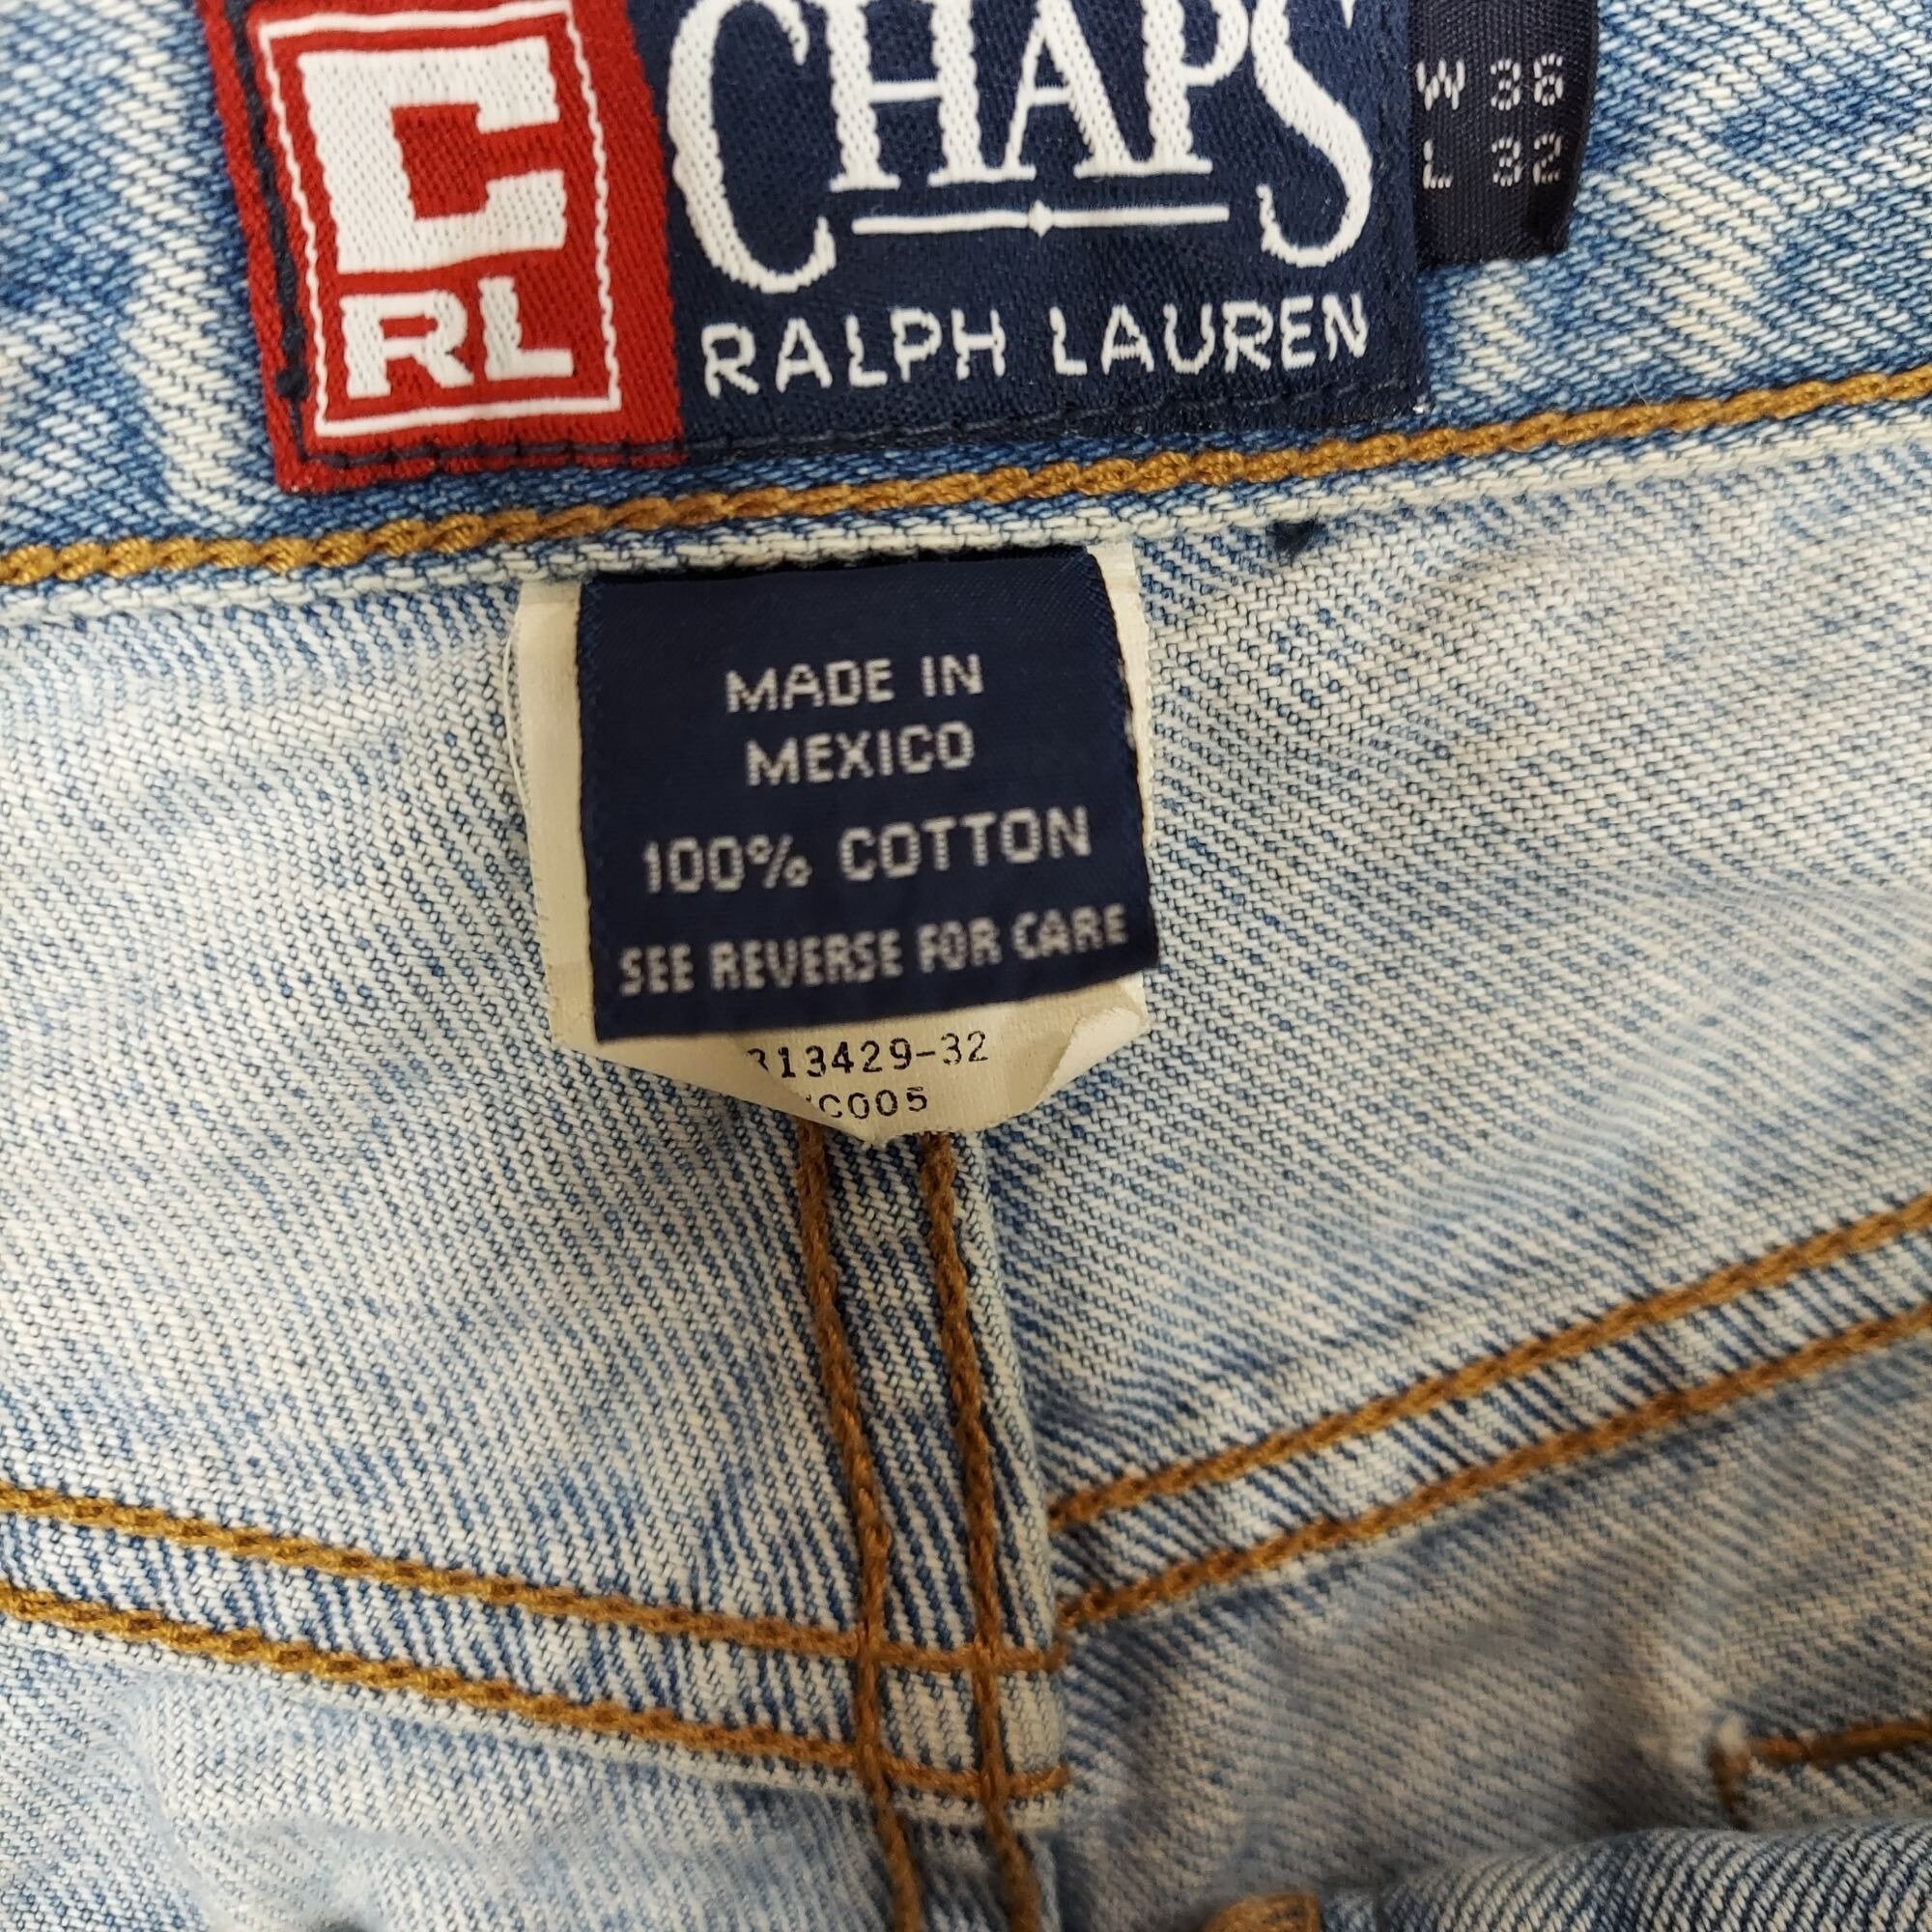 C
RL
CHAPS
RALPH LAUREN
W 36
L 32
MADE IN
MEXICO
100% COTTON
SEE REVERSE FOR CARE
313429-32
C005